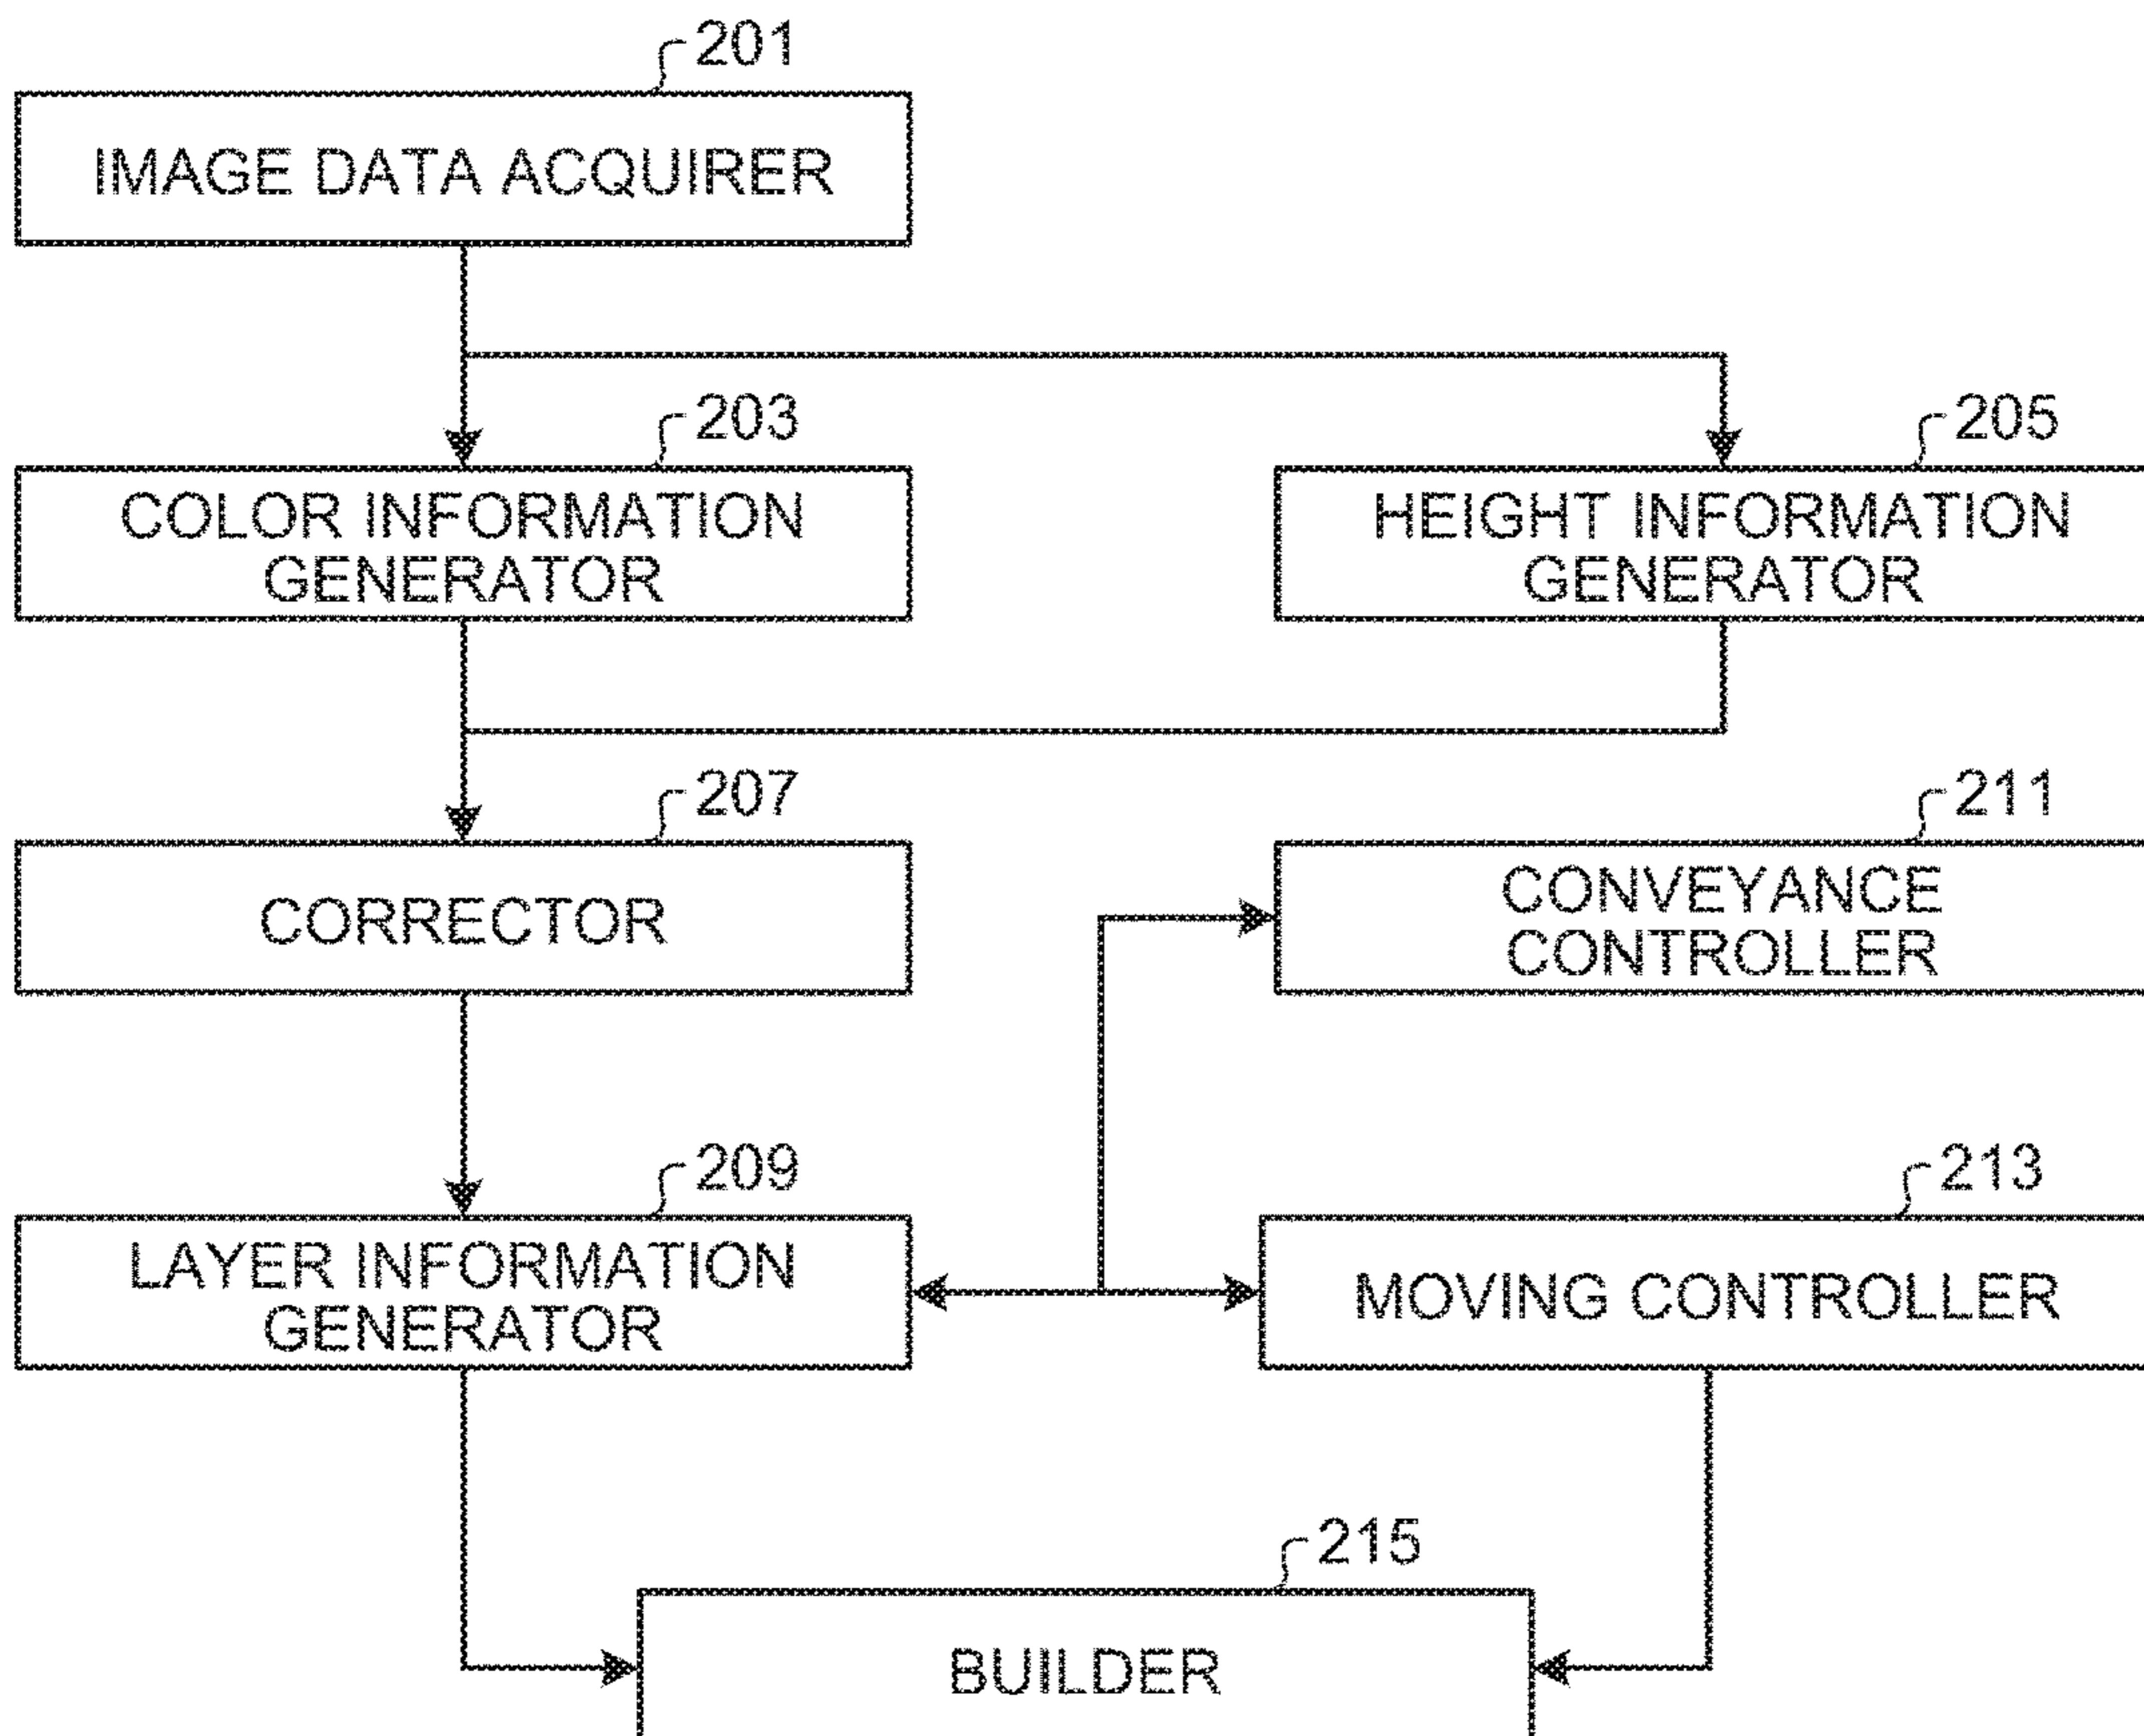 201
IMAGE DATA ACQUIRER
203
COLOR INFORMATION
GENERATOR
205
HEIGHT INFORMATION
GENERATOR
207
CORRECTOR
211
CONVEYANCE
CONTROLLER
209
LAYER INFORMATION
GENERATOR
213
MOVING CONTROLLER
215
BUILDER